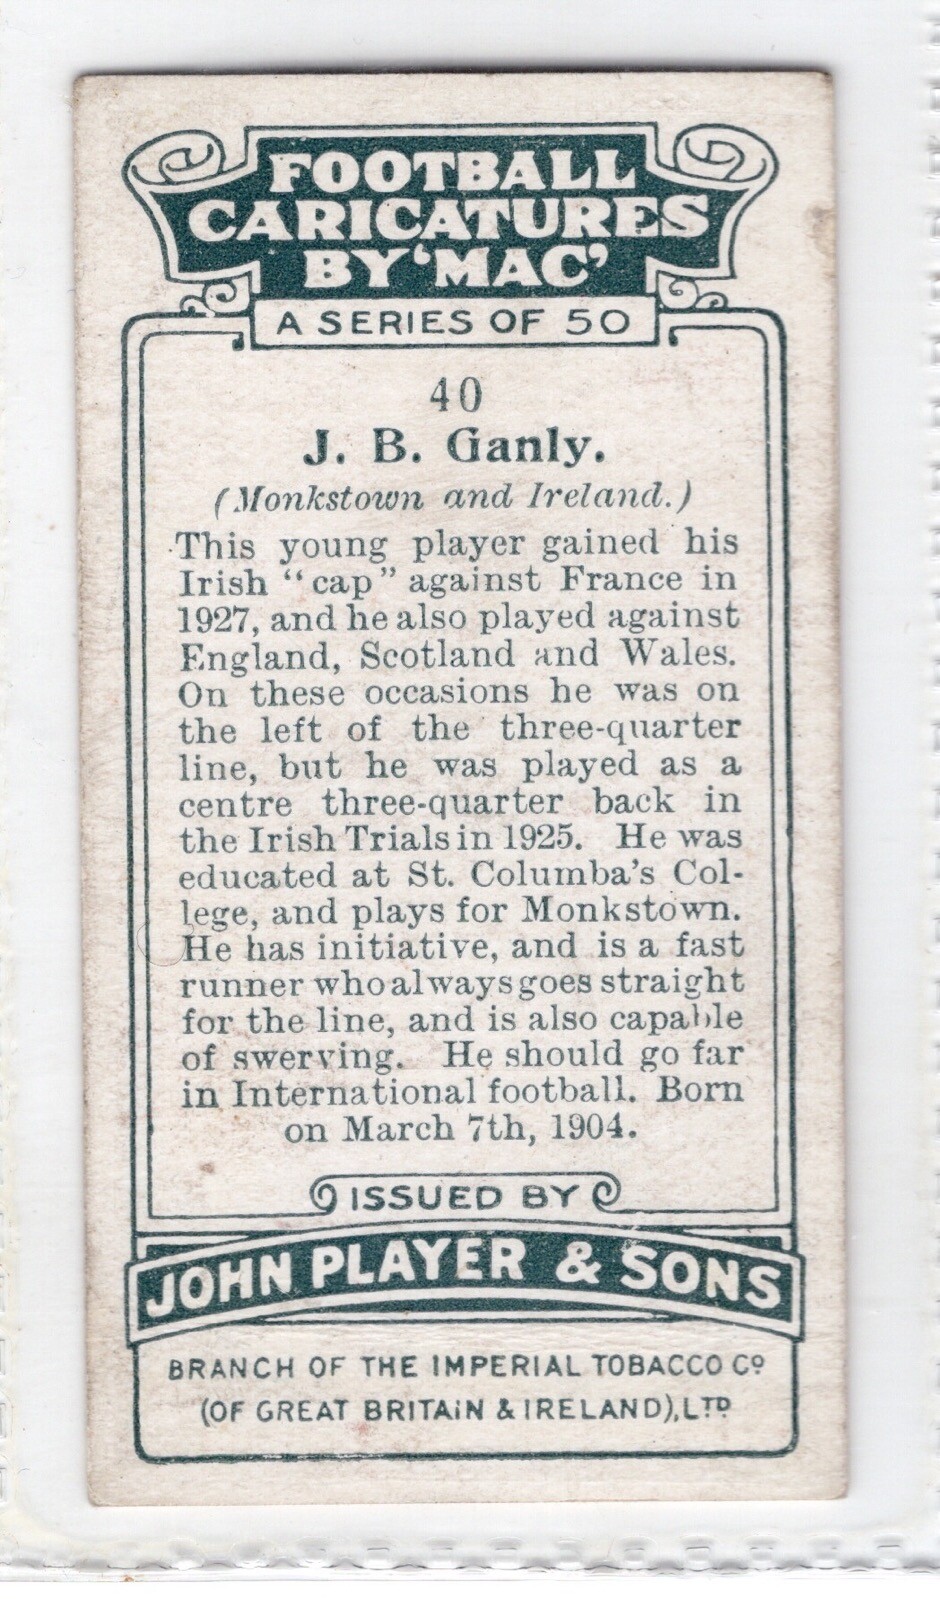 FOOTBALL
CARICATURES
BY ‘MAC’
A SERIES OF 50
40
J. B. Ganly.
(Monkstown and Ireland.)
This young player gained his
Irish “cap” against France in
1927, and he also played against
England, Scotland and Wales.
On these occasions he was on
the left of the three-quarter
line, but he was played as a
centre three-quarter back in
the Irish Trials in 1925. He was
educated at St. Columba's Col-
lege, and plays for Monkstown.
He has initiative, and is a fast
runner who always goes straight
for the line, and is also capable
of swerving. He should go far
in International football. Born
on March 7th, 1904.
ISSUED BY
JOHN PLAYER & SONS
BRANCH OF THE IMPERIAL TOBACCO Co
(OF GREAT BRITAIN & IRELAND), LTD